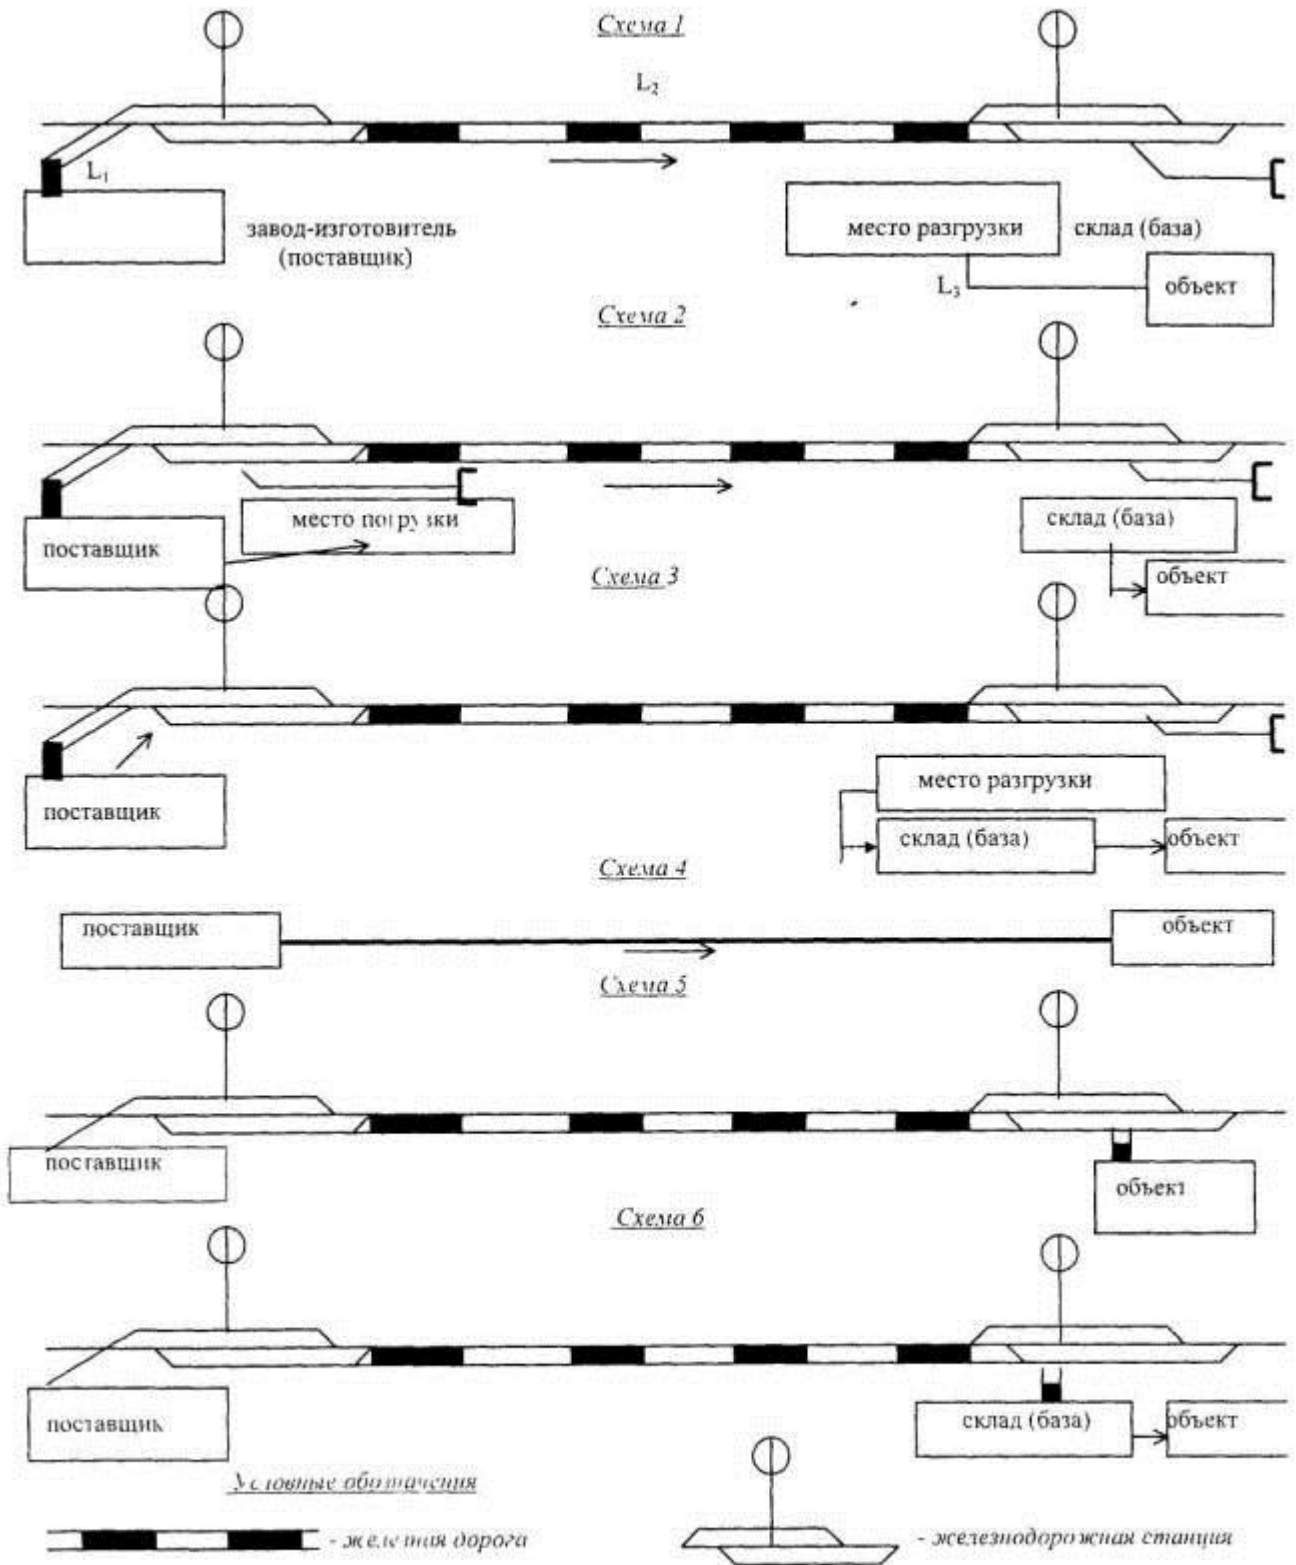 Схема 1
L₂
L₁
завод-изготовитель
(поставщик)
место разгрузки
склад (база)
L₃
объект
Схема 2
поставщик
место погрузки
склад (база)
объект
Схема 3
поставщик
место разгрузки
склад (база)
объект
Схема 4
поставщик
объект
Схема 5
поставщик
объект
Схема 6
поставщик
склад (база)
объект
Условные обозначения
- железная дорога
- железнодорожная станция